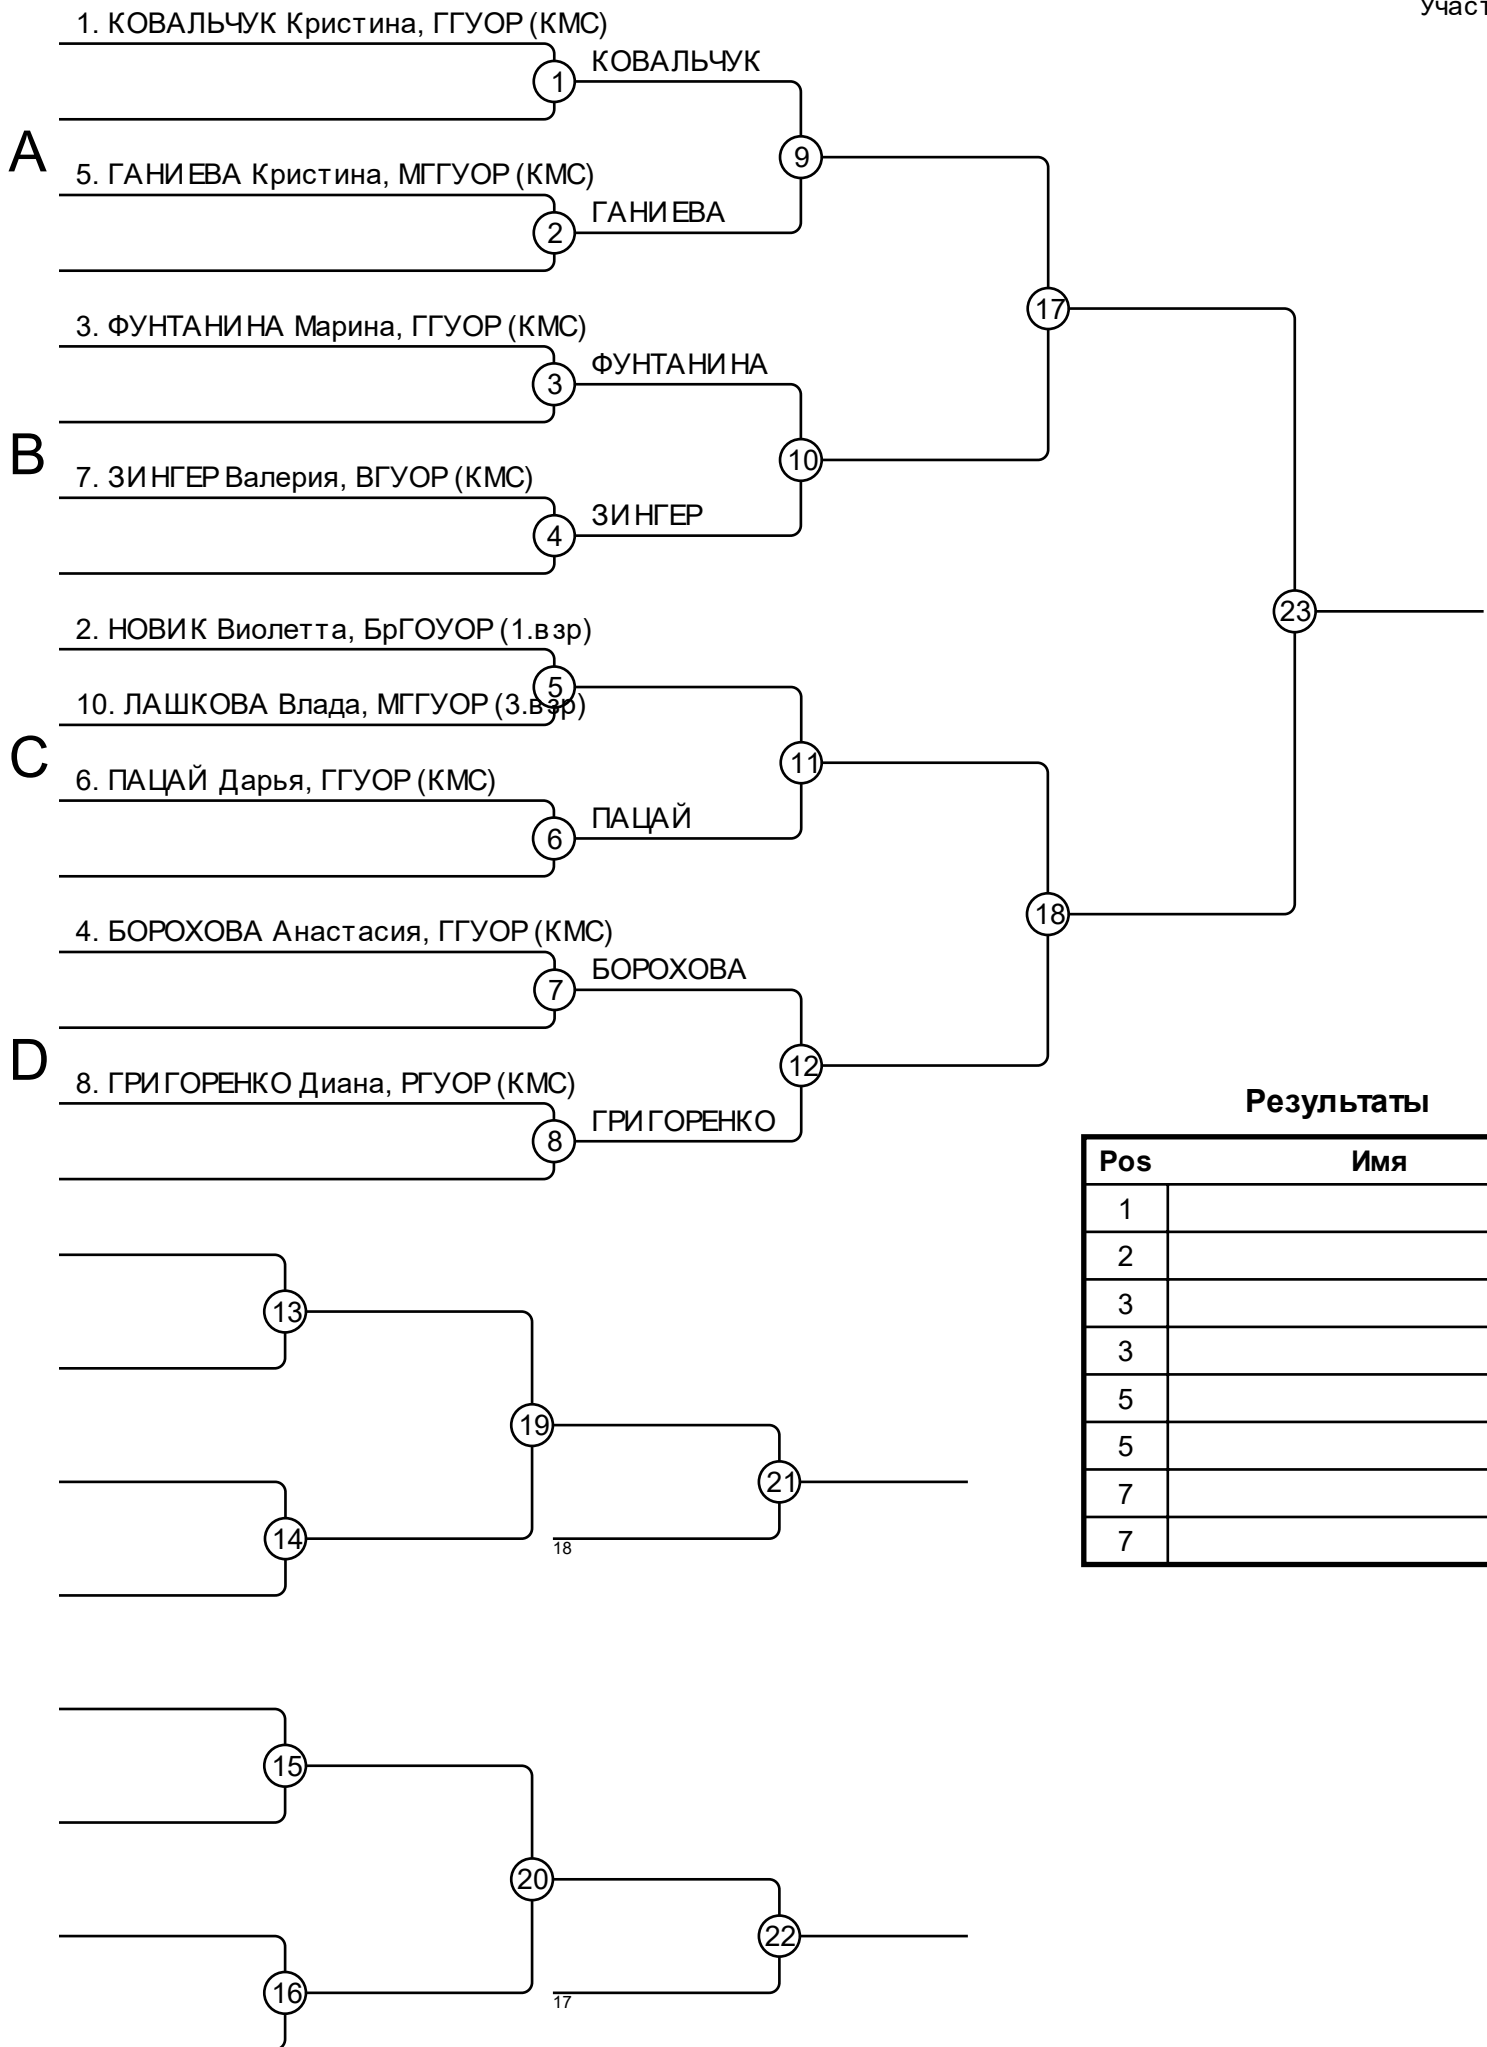 Участ
1. КОВАЛЬЧУК Кристина, ГГУОР (КМС)
КОВАЛЬЧУК
1
A
9
5. ГАНИЕВА Кристина, МГГУОР (КМС)
ГАНИЕВА
2
17
3. ФУНТАНИНА Марина, ГГУОР (КМС)
ФУНТАНИНА
3
B
10
7. ЗИНГЕР Валерия, ВГУОР (КМС)
ЗИНГЕР
4
23
2. НОВИК Виолетта, БрГОУОР (1.взр)
5
10. ЛАШКОВА Влада, МГГУОР (3.взр)
C
11
6. ПАЦАЙ Дарья, ГГУОР (КМС)
ПАЦАЙ
6
18
4. БОРОХОВА Анастасия, ГГУОР (КМС)
БОРОХОВА
7
D
12
8. ГРИГОРЕНКО Диана, РГУОР (КМС)
ГРИГОРЕНКО
8
Результаты
Pos Имя
1
2
3
3
5
5
7
7
13
19
21
14
18
15
20
22
16
17